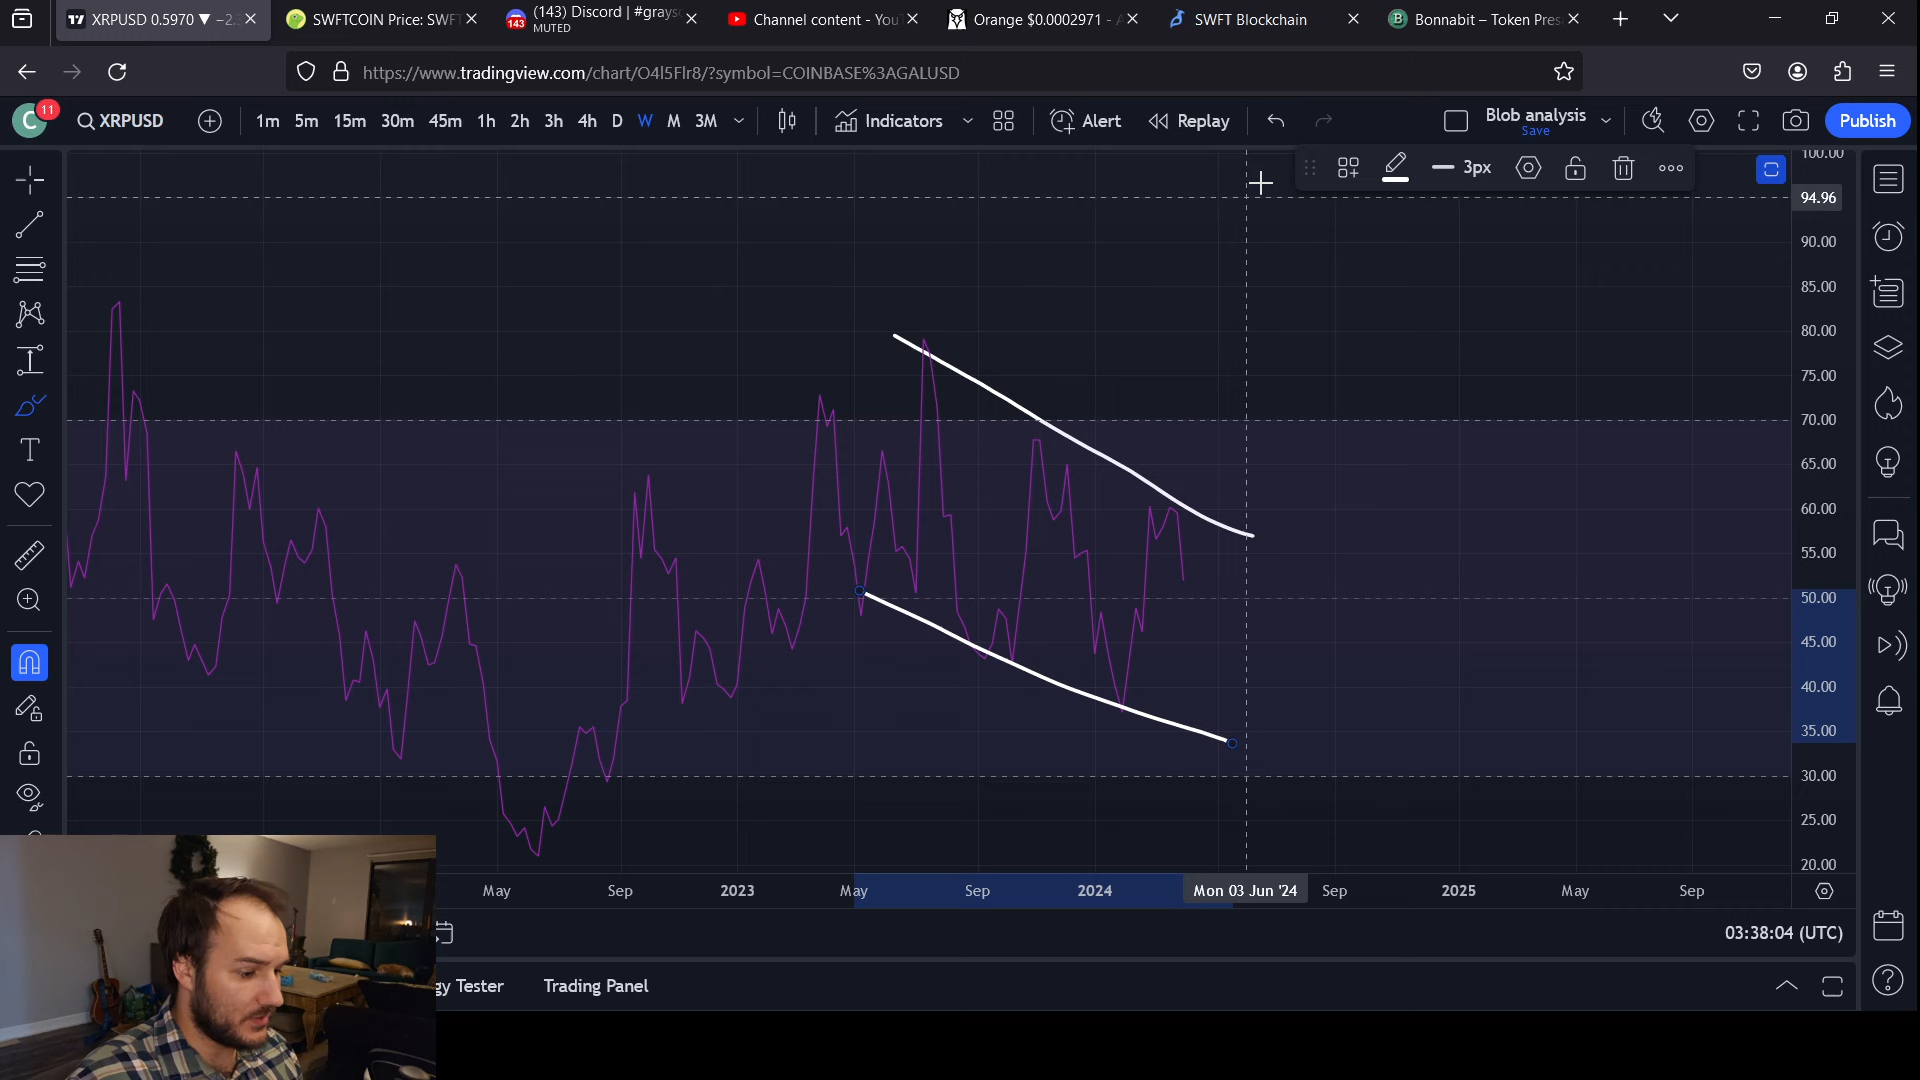 XRPUSD 0.5970 ▼ −2.
SWFTCOIN Price: SWFT
(143) Discord | #grays
MUTED
Channel content - You
Orange $0.0002971 - A
SWFT Blockchain
Bonnabit – Token Pres
https://www.tradingview.com/chart/O4l5Flr8/?symbol=COINBASE%3AGALUSD
C
11
XRPUSD
1m 5m 15m 30m 45m 1h 2h 3h 4h D W M 3M
Indicators
Alert
Replay
Blob analysis
Save
Publish
3px
100.00
94.96
90.00
85.00
80.00
75.00
70.00
65.00
60.00
55.00
50.00
45.00
40.00
35.00
30.00
25.00
20.00
May Sep 2023 May Sep 2024 Mon 03 Jun '24 Sep 2025 May Sep
03:38:04 (UTC)
gy Tester
Trading Panel